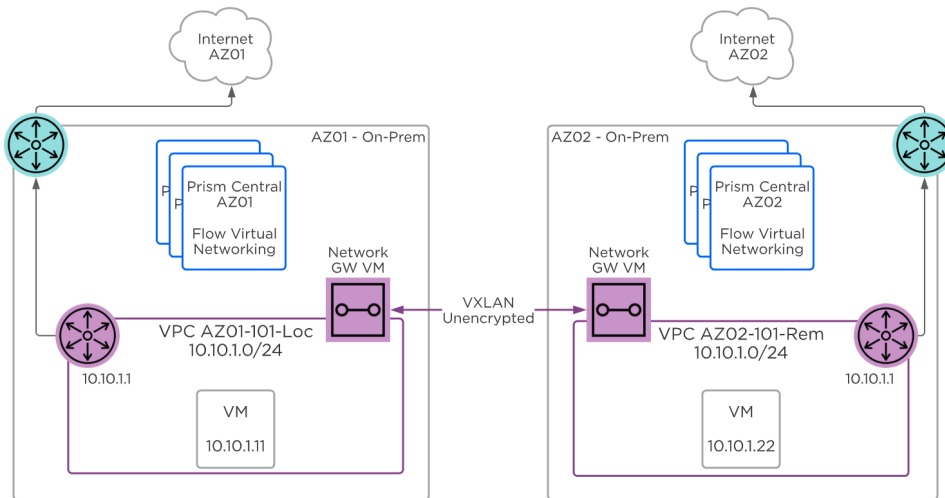 Internet
AZ01
Internet
AZ02
AZ01 - On-Prem
AZ02 - On-Prem
P
P
Prism Central
AZ01
Flow Virtual
Networking
P
P
Prism Central
AZ02
Flow Virtual
Networking
Network
GW VM
Network
GW VM
VXLAN
Unencrypted
VPC AZ01-101-Loc
10.10.1.0/24
VPC AZ02-101-Rem
10.10.1.0/24
10.10.1.1
10.10.1.1
VM
10.10.1.11
VM
10.10.1.22